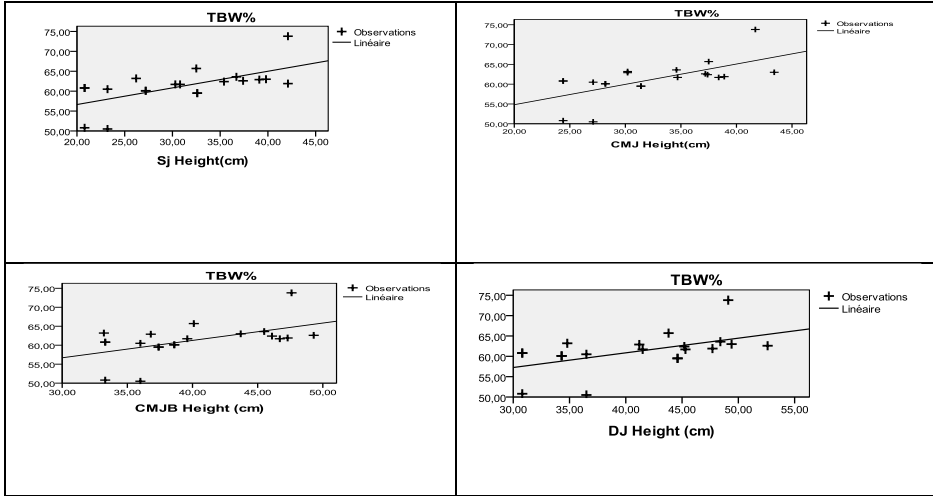 TBW%
75,00
70,00
65,00
60,00
55,00
50,00
20,00 25,00 30,00 35,00 40,00 45,00
Sj Height(cm)
Observations
Linéaire
TBW%
75,00
70,00
65,00
60,00
55,00
50,00
20,00 25,00 30,00 35,00 40,00 45,00
CMJ Height(cm)
Observations
Linéaire
TBW%
75,00
70,00
65,00
60,00
55,00
50,00
30,00 35,00 40,00 45,00 50,00
CMJB Height (cm)
Observations
Linéaire
TBW%
75,00
70,00
65,00
60,00
55,00
50,00
30,00 35,00 40,00 45,00 50,00 55,00
DJ Height (cm)
Observations
Linéaire